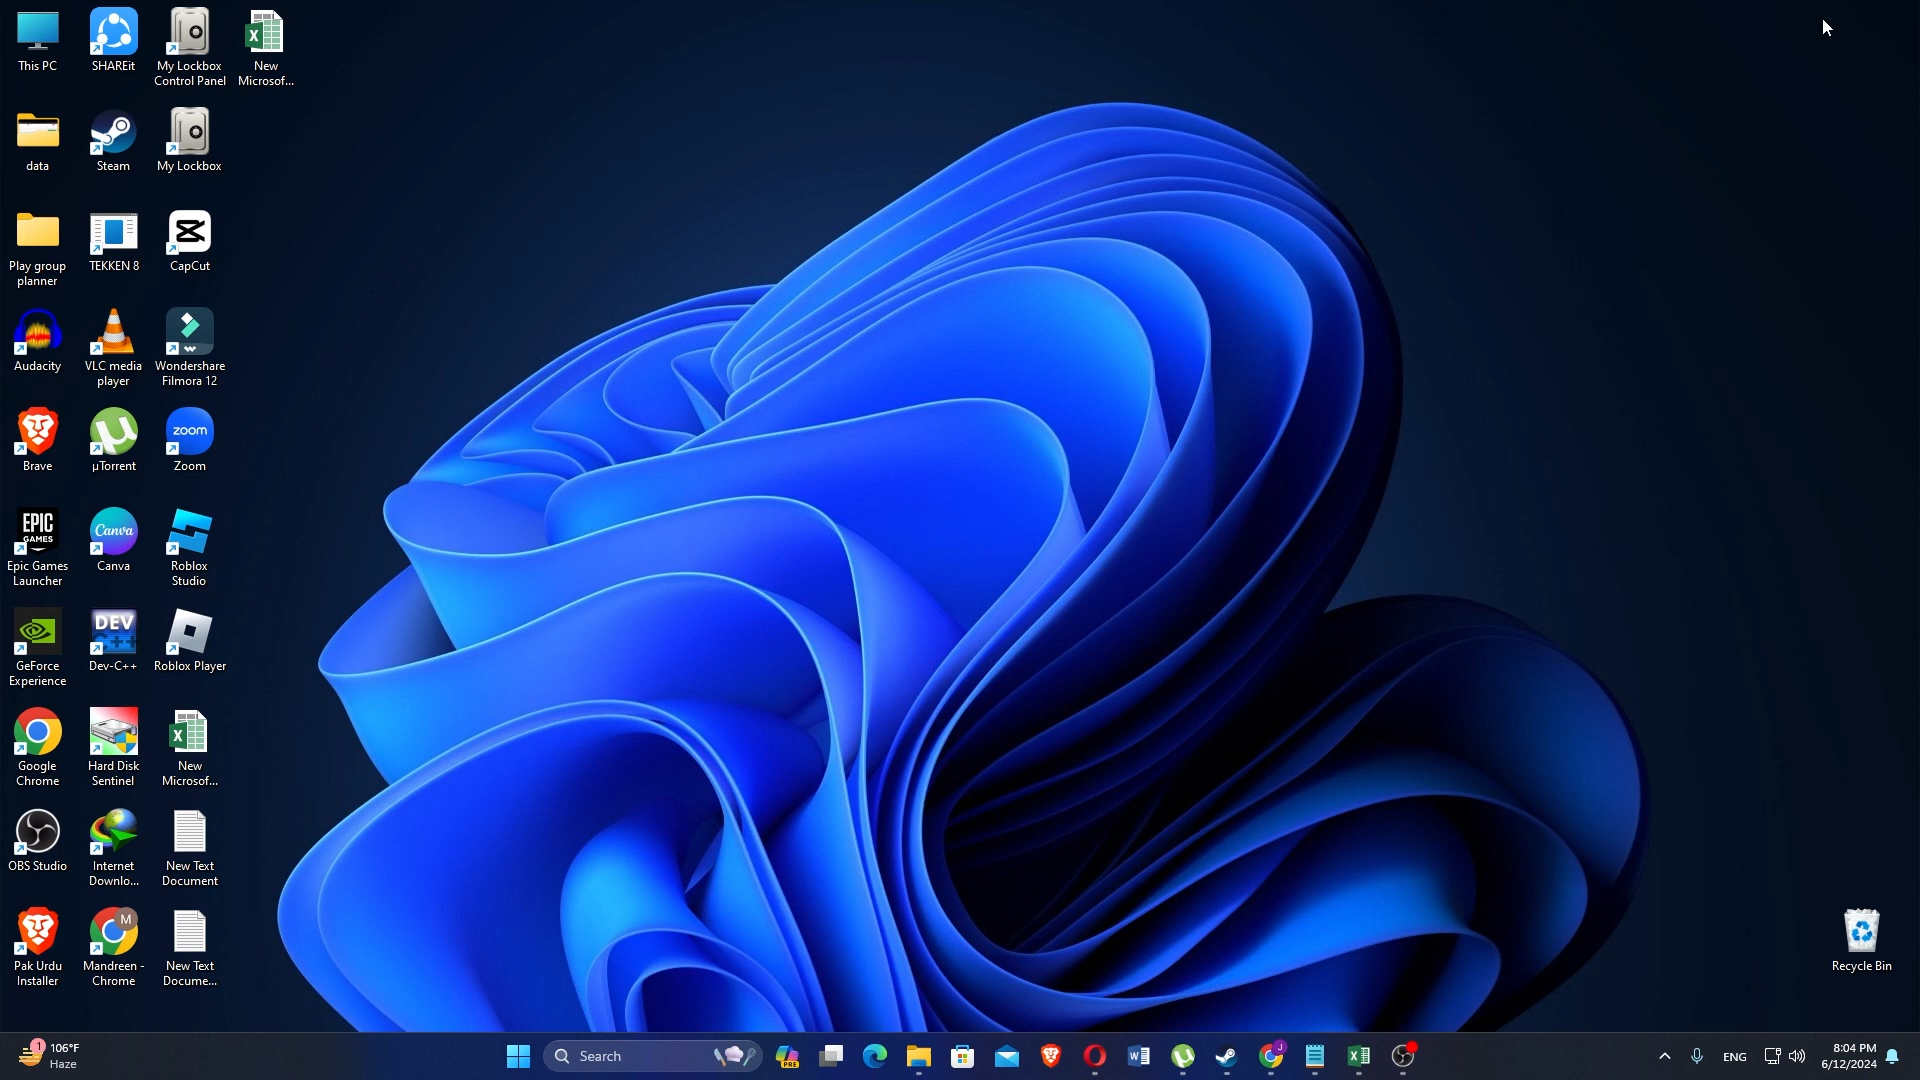 This PC
SHAREit
My Lockbox
Control Panel
New
Microsof...
data
Steam
My Lockbox
Play group
planner
TEKKEN 8
CapCut
Audacity
VLC media
player
Wondershare
Filmora 12
Brave
µTorrent
zoom
Zoom
EPIC
GAMES
Epic Games
Launcher
Canva
Canva
Roblox
Studio
GeForce
Experience
DEV
C++
Dev-C++
Roblox Player
Google
Chrome
Hard Disk
Sentinel
New
Microsof...
OBS Studio
Internet
Downlo...
New Text
Document
Pak Urdu
Installer
M
Mandreen -
Chrome
New Text
Docume...
Recycle Bin
1
106°F
Haze
Search
PRE
J
ENG
8:04 PM
6/12/2024